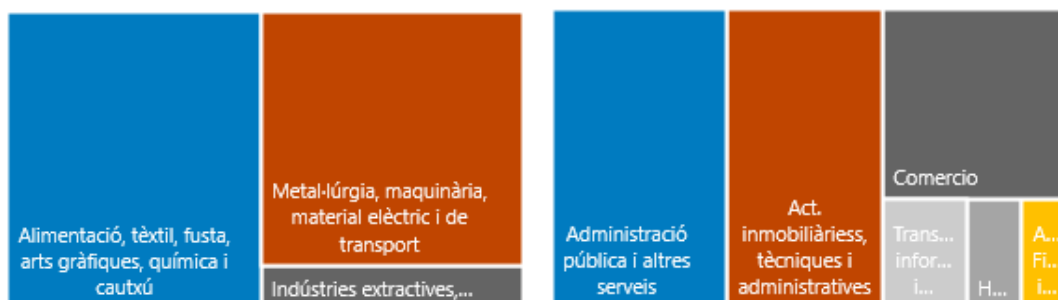 Alimentació, tèxtil, fusta,
arts gràfiques, química i
cautxú
Metal·lúrgia, maquinària,
material elèctric i de
transport
Indústries extractives,...
Administració
pública i altres
serveis
Act.
inmobiliàriess,
tècniques i
administratives
Comercio
Trans...
infor...
i...
H...
A...
Fi...
i...